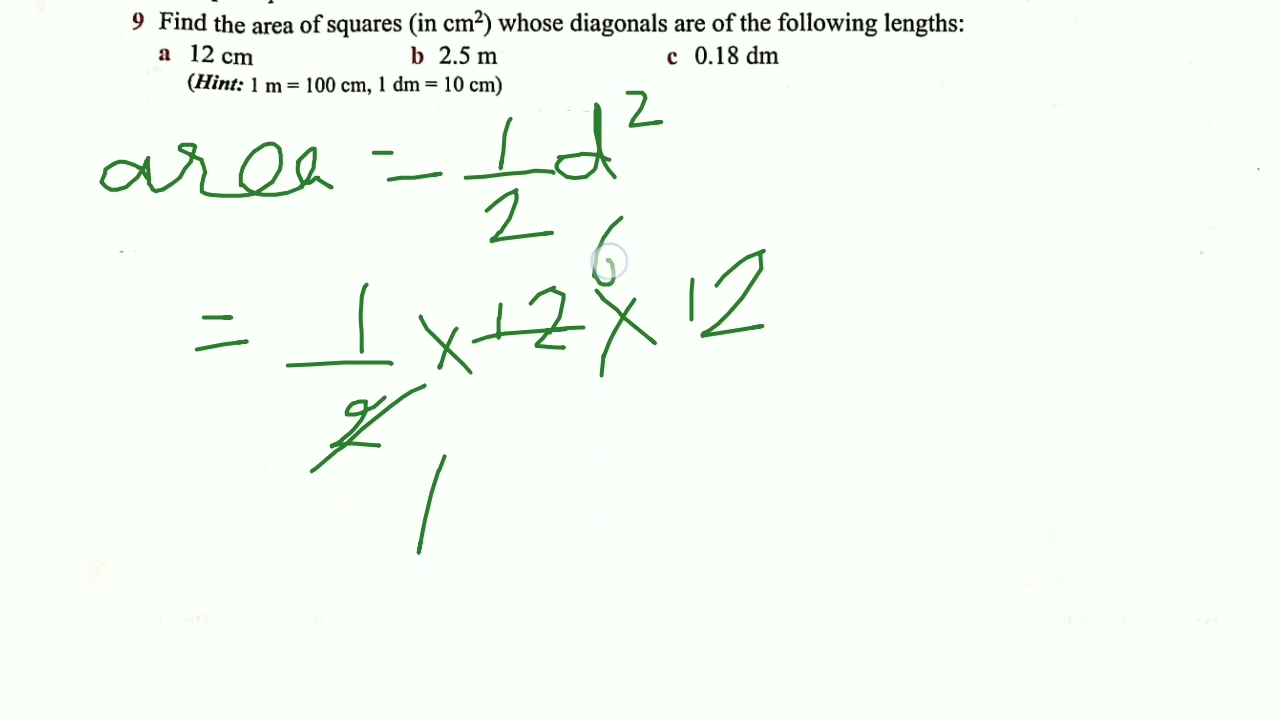 9 Find the area of squares (in cm²) whose diagonals are of the following lengths:
a 12 cm b 2.5 m c 0.18 dm
(Hint: 1 m = 100 cm, 1 dm = 10 cm)
area = 1/2 d²
= 1/2 × 12 × 12
6
1